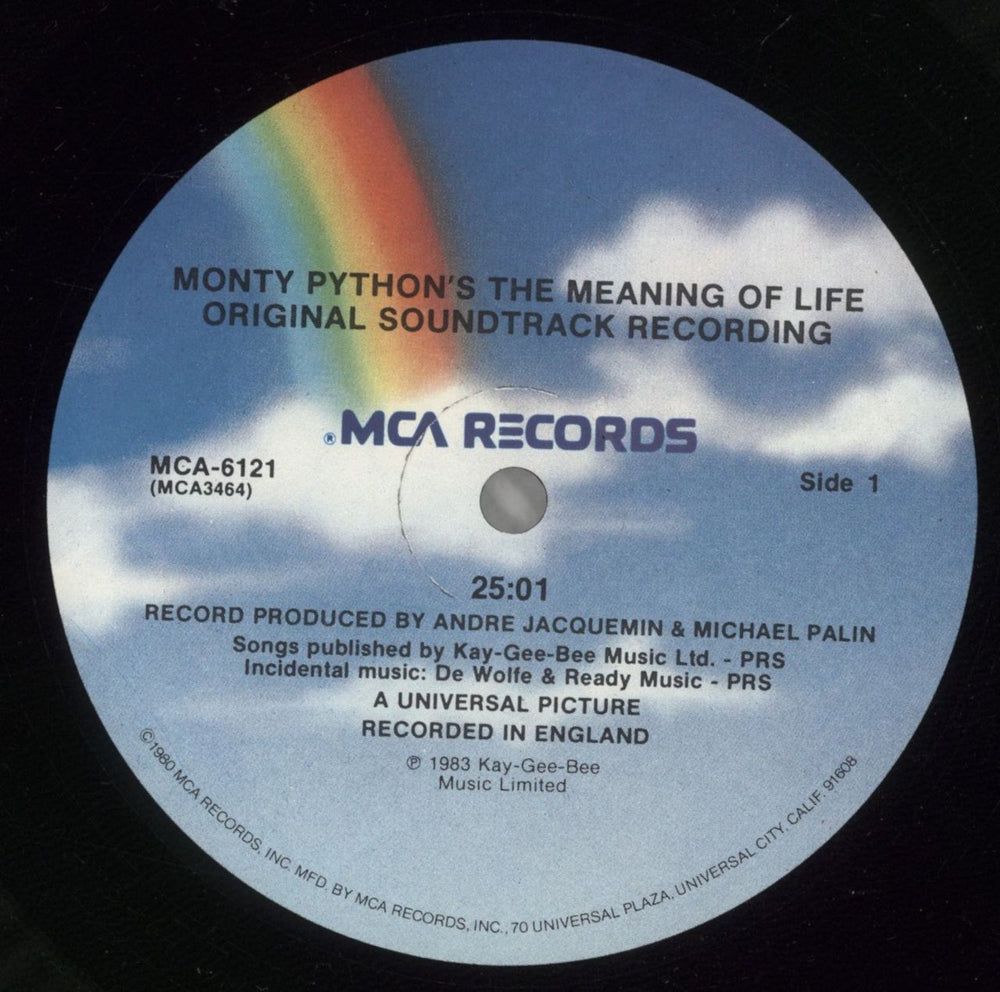 MONTY PYTHON'S THE MEANING OF LIFE
ORIGINAL SOUNDTRACK RECORDING
® MCA RECORDS
MCA-6121
(MCA3464)
Side 1
25:01
RECORD PRODUCED BY ANDRE JACQUEMIN & MICHAEL PALIN
Songs published by Kay-Gee-Bee Music Ltd. - PRS
Incidental music: De Wolfe & Ready Music - PRS
A UNIVERSAL PICTURE
RECORDED IN ENGLAND
℗ 1983 Kay-Gee-Bee
Music Limited
©1980 MCA RECORDS, INC. MFD. BY MCA RECORDS, INC., 70 UNIVERSAL PLAZA, UNIVERSAL CITY, CALIF. 91608